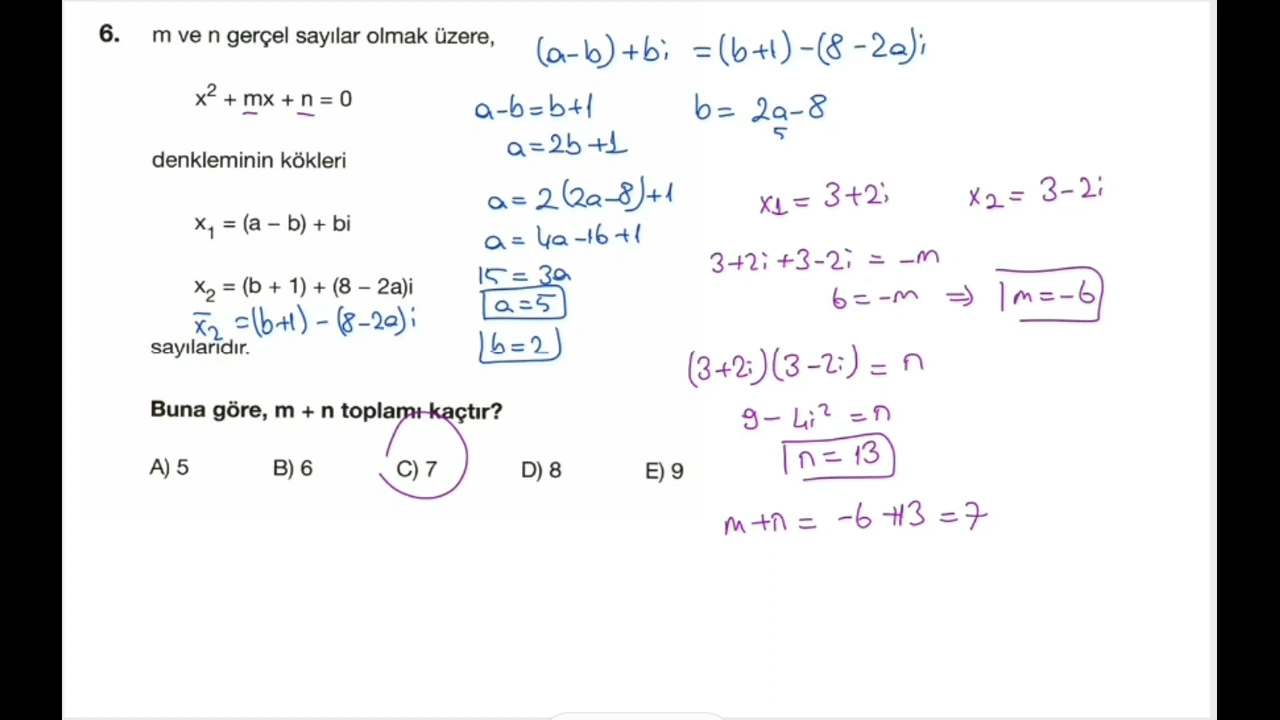 6. m ve n gerçel sayılar olmak üzere,
x² + mx + n = 0
denkleminin kökleri
x₁ = (a − b) + bi
x₂ = (b + 1) + (8 − 2a)i
x̄₂ = (b+1) − (8−2a)i
sayılarıdır.
Buna göre, m + n toplamı kaçtır?
A) 5 B) 6 C) 7 D) 8 E) 9
(a−b)+bi = (b+1) −(8−2a)i
a−b=b+1
a=2b+1
b= 2a−8
5
a= 2(2a−8)+1
a= 4a−16+1
15=3a
a=5
b=2
x₁= 3+2i x₂= 3−2i
3+2i+3−2i = −m
6=−m ⇒ m=−6
(3+2i)(3−2i) = n
9− 4i² =n
n= 13
m+n= −6+13=7